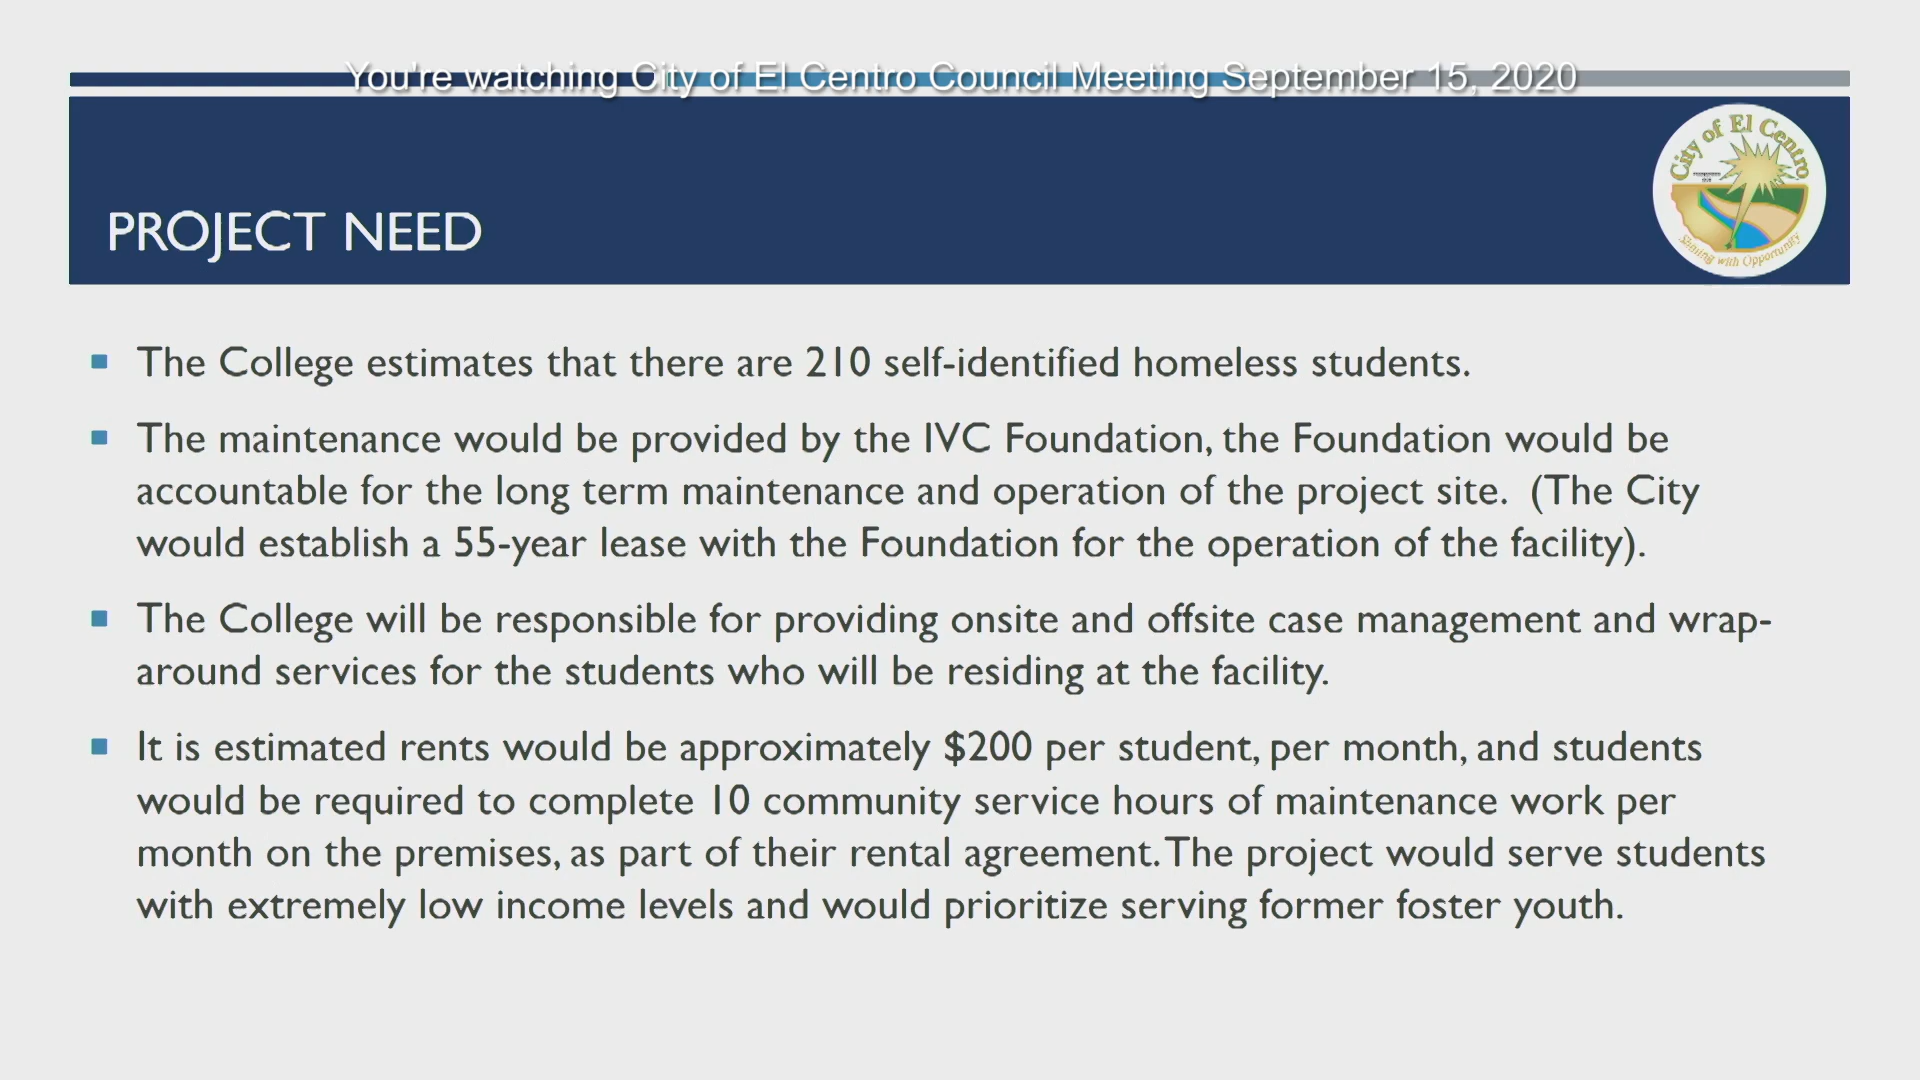 You're watching City of El Centro Council Meeting September 15, 2020
City of El Centro
Shining with Opportunity
PROJECT NEED
The College estimates that there are 210 self-identified homeless students.
The maintenance would be provided by the IVC Foundation, the Foundation would be
accountable for the long term maintenance and operation of the project site. (The City
would establish a 55-year lease with the Foundation for the operation of the facility).
The College will be responsible for providing onsite and offsite case management and wrap-
around services for the students who will be residing at the facility.
It is estimated rents would be approximately $200 per student, per month, and students
would be required to complete 10 community service hours of maintenance work per
month on the premises, as part of their rental agreement. The project would serve students
with extremely low income levels and would prioritize serving former foster youth.